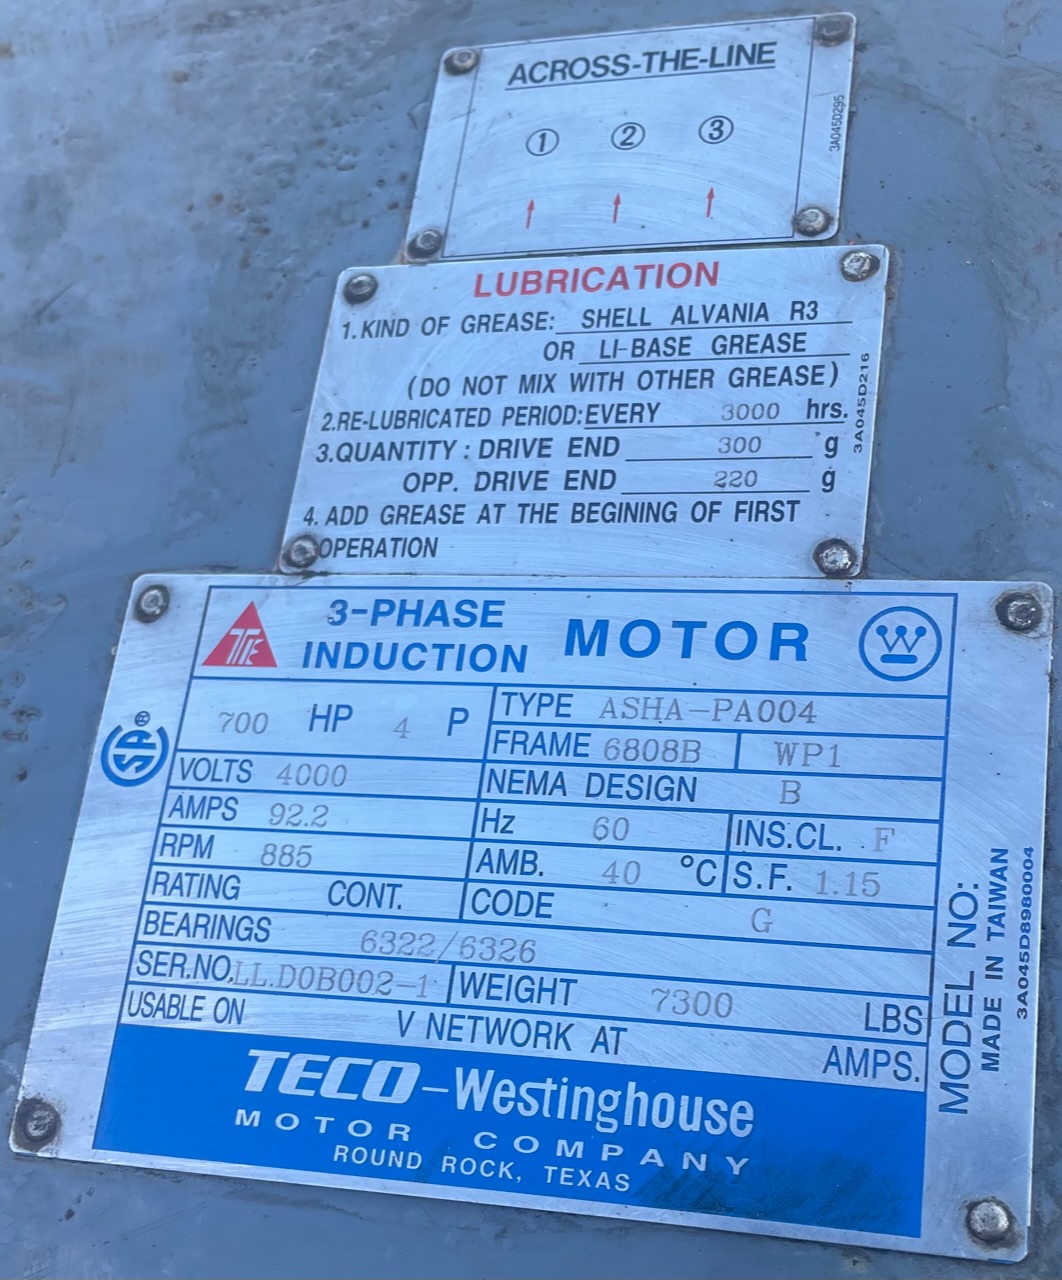 ACROSS-THE-LINE
1 2 3
3A045D295
LUBRICATION
1.KIND OF GREASE: SHELL ALVANIA R3
OR LI-BASE GREASE
(DO NOT MIX WITH OTHER GREASE)
2.RE-LUBRICATED PERIOD:EVERY 3000 hrs.
3.QUANTITY : DRIVE END 300 g
OPP. DRIVE END 220 g
4. ADD GREASE AT THE BEGINING OF FIRST
OPERATION
3A045D216
3-PHASE
INDUCTION MOTOR
700 HP 4 P
TYPE ASHA-PA004
FRAME 6808B WP1
VOLTS 4000
NEMA DESIGN B
AMPS 92.2
Hz 60 INS.CL. F
RPM 885
AMB. 40 °C S.F. 1.15
RATING CONT.
CODE G
BEARINGS 6322/6326
SER.NO. LL.D0B002-1 WEIGHT 7300 LBS
USABLE ON V NETWORK AT AMPS.
TECO-Westinghouse
MOTOR COMPANY
ROUND ROCK, TEXAS
MODEL NO:
MADE IN TAIWAN
3A045D8980004